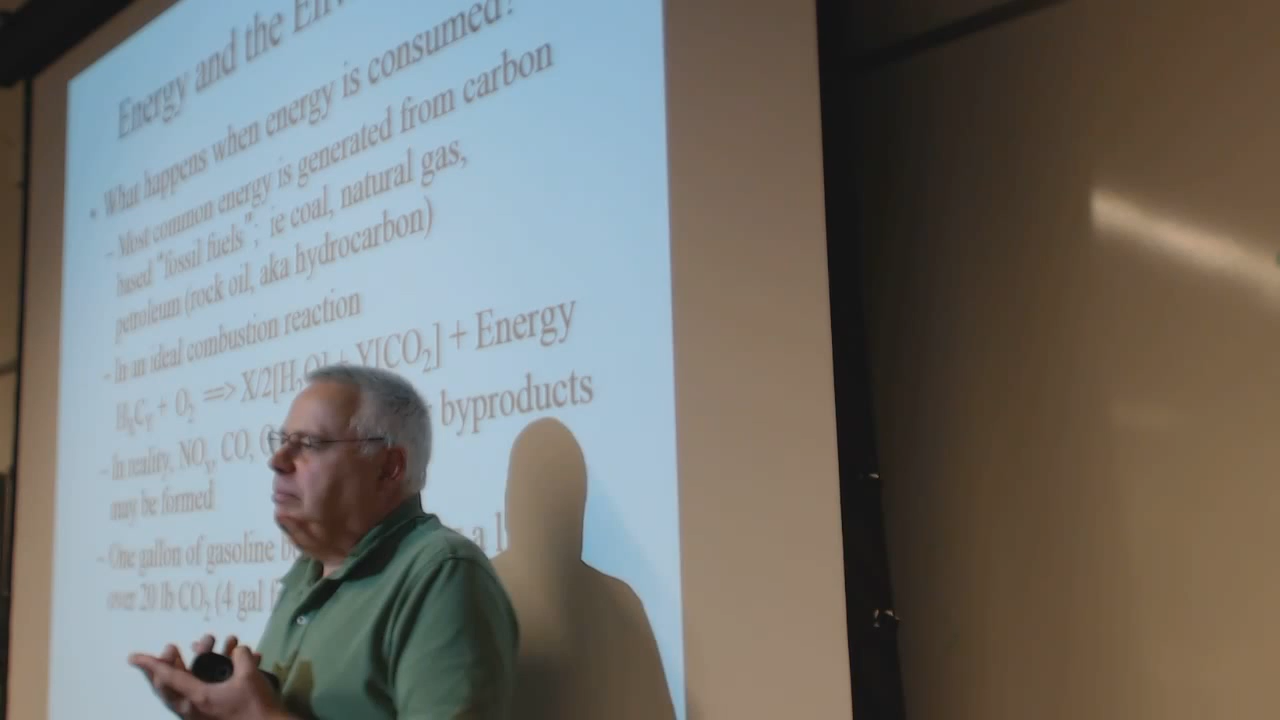 Energy and the
• What happens when energy is consumed?
- Most common energy is generated from carbon
based "fossil fuels"; ie coal, natural gas,
petroleum (rock oil, aka hydrocarbon)
- In an ideal combustion reaction
HₓCᵧ + O₂ => X/2[H₂O] + Y[CO₂] + Energy
- In reality, NOₓ, CO, byproducts
may be formed
- One gallon of gasoline a
over 20 lb CO₂ (4 gal